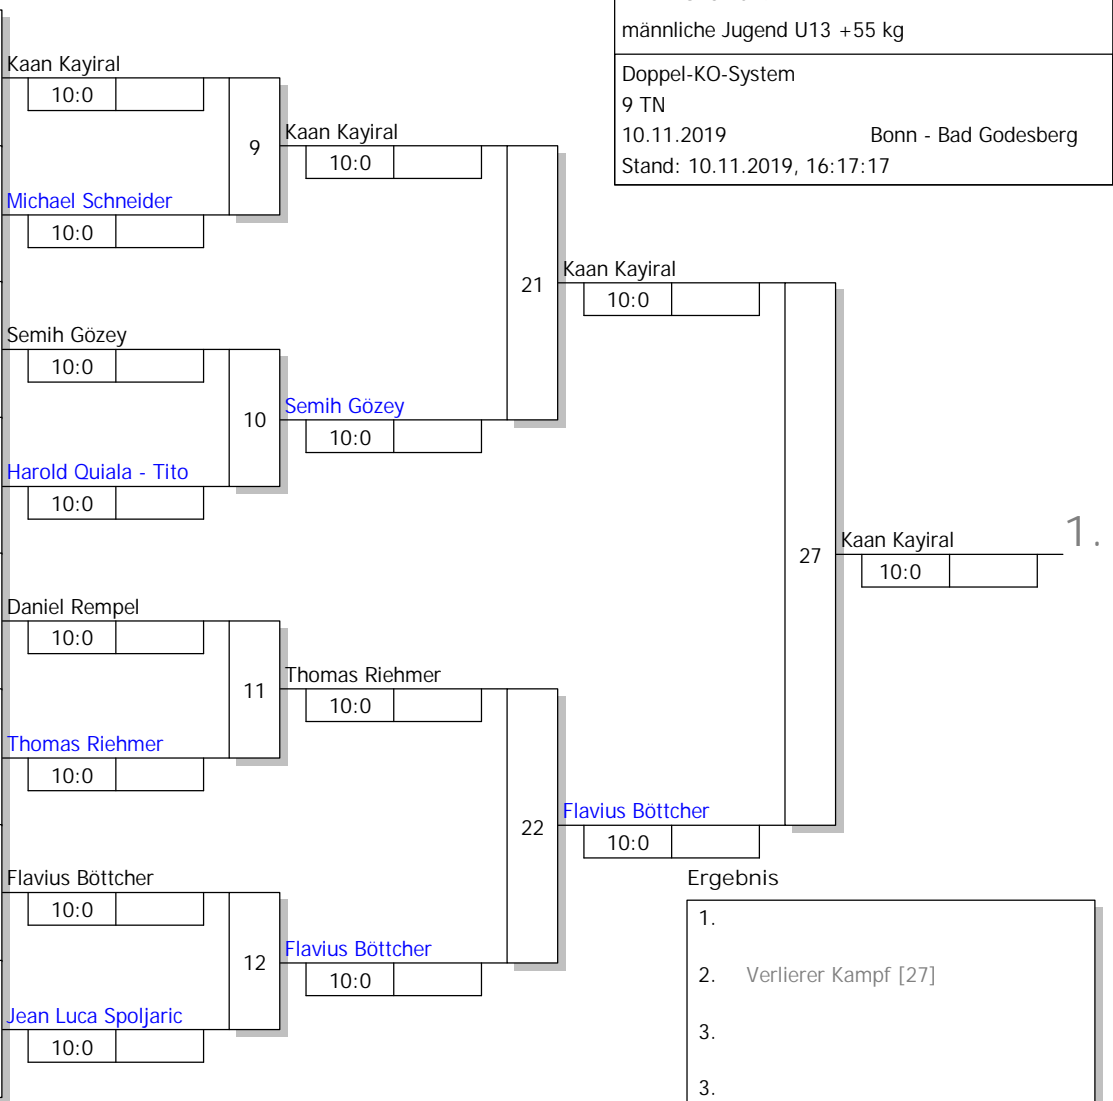 männliche Jugend U13 +55 kg
Doppel-KO-System
9 TN
10.11.2019 Bonn - Bad Godesberg
Stand: 10.11.2019, 16:17:17
Kaan Kayiral
10:0
9
Michael Schneider
10:0
Kaan Kayiral
10:0
21
Semih Gözey
10:0
10
Harold Quiala - Tito
10:0
Semih Gözey
10:0
Kaan Kayiral
10:0
27
Kaan Kayiral
10:0
1.
Daniel Rempel
10:0
11
Thomas Riehmer
10:0
Thomas Riehmer
10:0
22
Flavius Böttcher
10:0
Flavius Böttcher
10:0
12
Jean Luca Spoljaric
10:0
Flavius Böttcher
10:0
Ergebnis
1.
2. Verlierer Kampf [27]
3.
3.